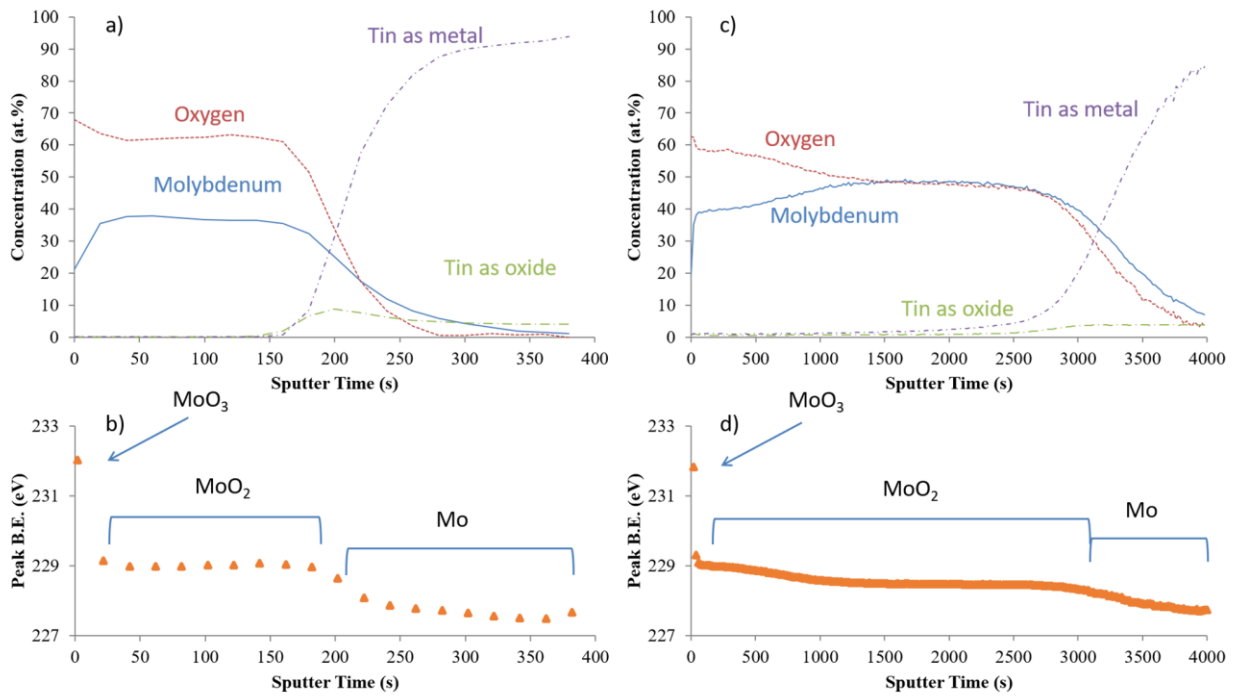 a)
100
90
80
70
60
50
40
30
20
10
0
Concentration (at.%)
Tin as metal
Oxygen
Molybdenum
Tin as oxide
0 50 100 150 200 250 300 350 400
Sputter Time (s)
c)
100
90
80
70
60
50
40
30
20
10
0
Concentration (at.%)
Tin as metal
Oxygen
Molybdenum
Tin as oxide
0 500 1000 1500 2000 2500 3000 3500 4000
Sputter Time (s)
b)
MoO₃
233
231
229
227
Peak B.E. (eV)
MoO₂
Mo
0 50 100 150 200 250 300 350 400
Sputter Time (s)
d)
MoO₃
233
231
229
227
Peak B.E. (eV)
MoO₂
Mo
0 500 1000 1500 2000 2500 3000 3500 4000
Sputter Time (s)